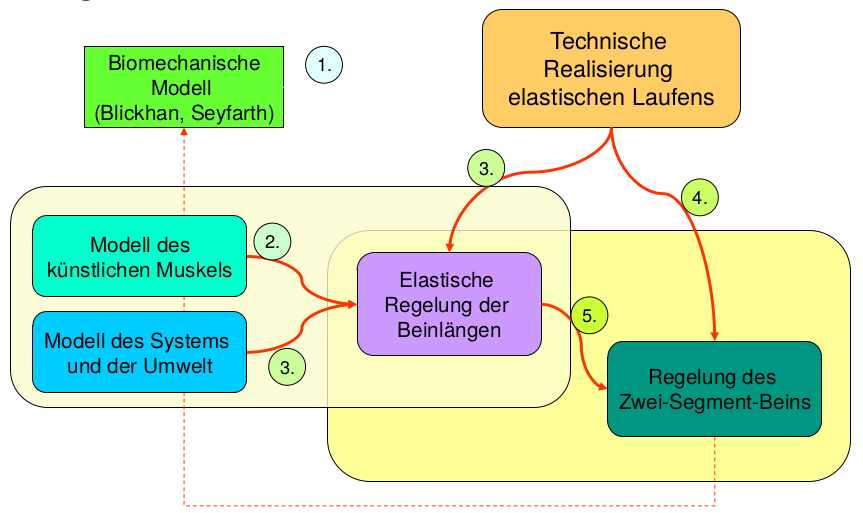 Biomechanische
Modell
(Blickhan, Seyfarth)
1.
Technische
Realisierung
elastischen Laufens
3.
4.
Modell des
künstlichen Muskels
2.
Elastische
Regelung der
Beinlängen
Modell des Systems
und der Umwelt
3.
5.
Regelung des
Zwei-Segment-Beins